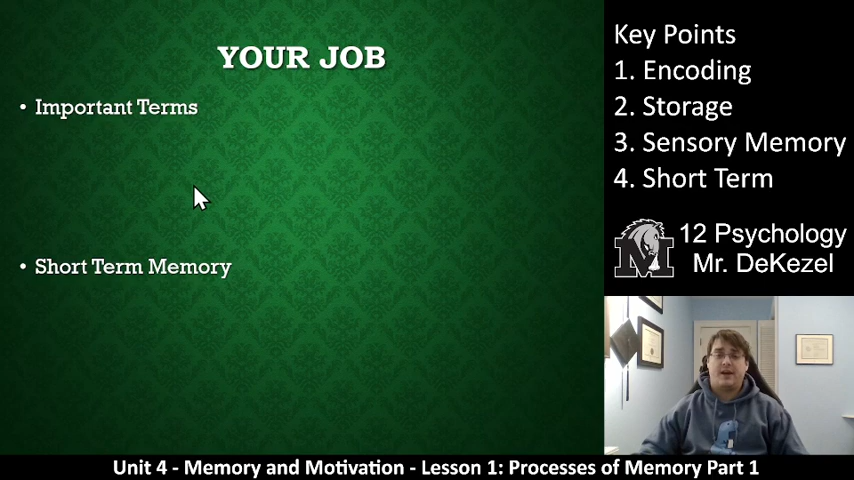 YOUR JOB
• Important Terms
• Short Term Memory
Key Points
1. Encoding
2. Storage
3. Sensory Memory
4. Short Term
M
12 Psychology
Mr. DeKezel
Unit 4 - Memory and Motivation - Lesson 1: Processes of Memory Part 1